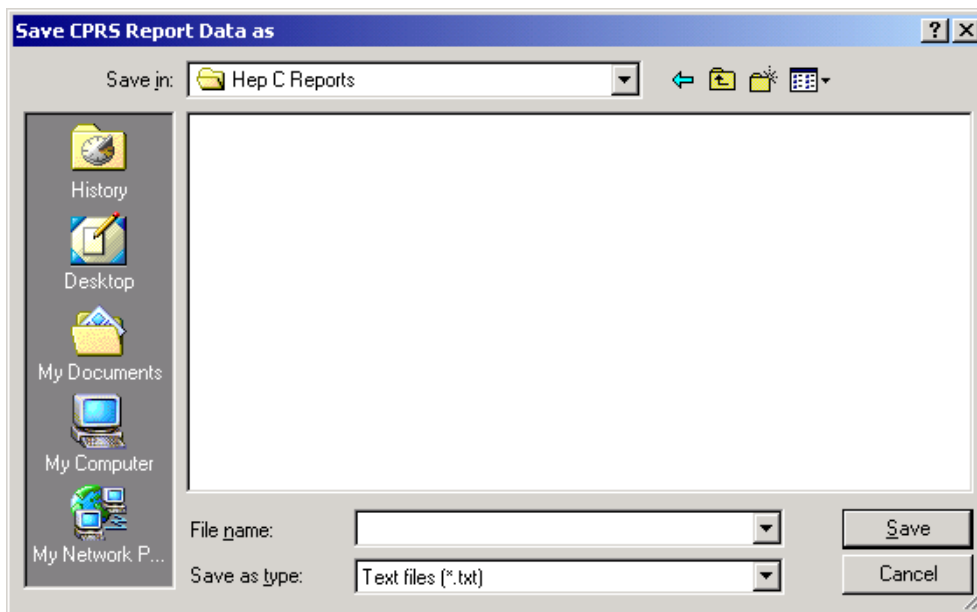 Save CPRS Report Data as
Save in: Hep C Reports
History
Desktop
My Documents
My Computer
My Network P...
File name:
Save
Save as type: Text files (*.txt)
Cancel